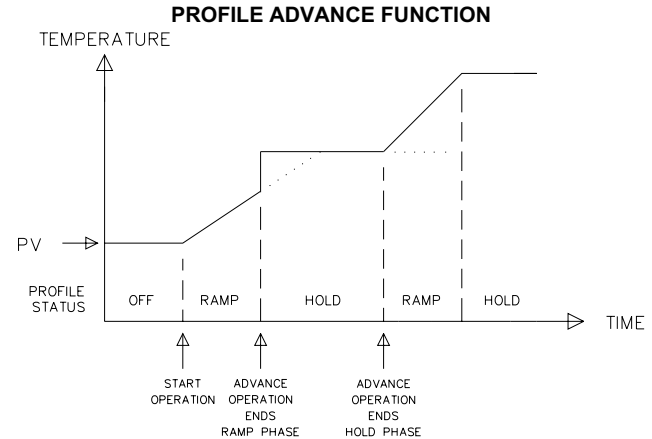 PROFILE ADVANCE FUNCTION
TEMPERATURE
PV
PROFILE
STATUS
OFF
RAMP
HOLD
RAMP
HOLD
TIME
START
OPERATION
ADVANCE
OPERATION
ENDS
RAMP PHASE
ADVANCE
OPERATION
ENDS
HOLD PHASE